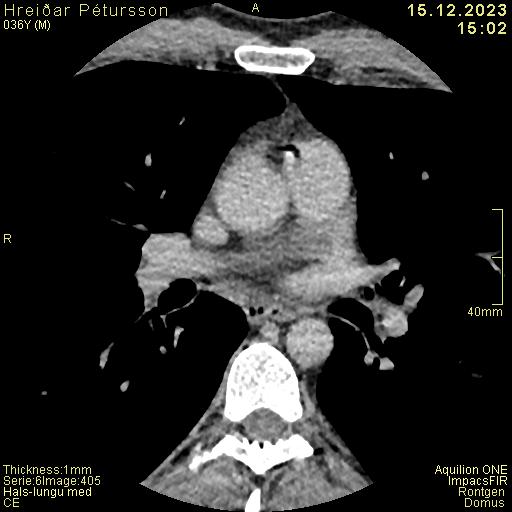 Hreiðar Pétursson
036Y (M)
A
15.12.2023
15:02
R
40mm
Thickness:1mm
Serie:6Image:405
Hals-lungu med
CE
Aquilion ONE
ImpacsFIR
Rontgen
Domus